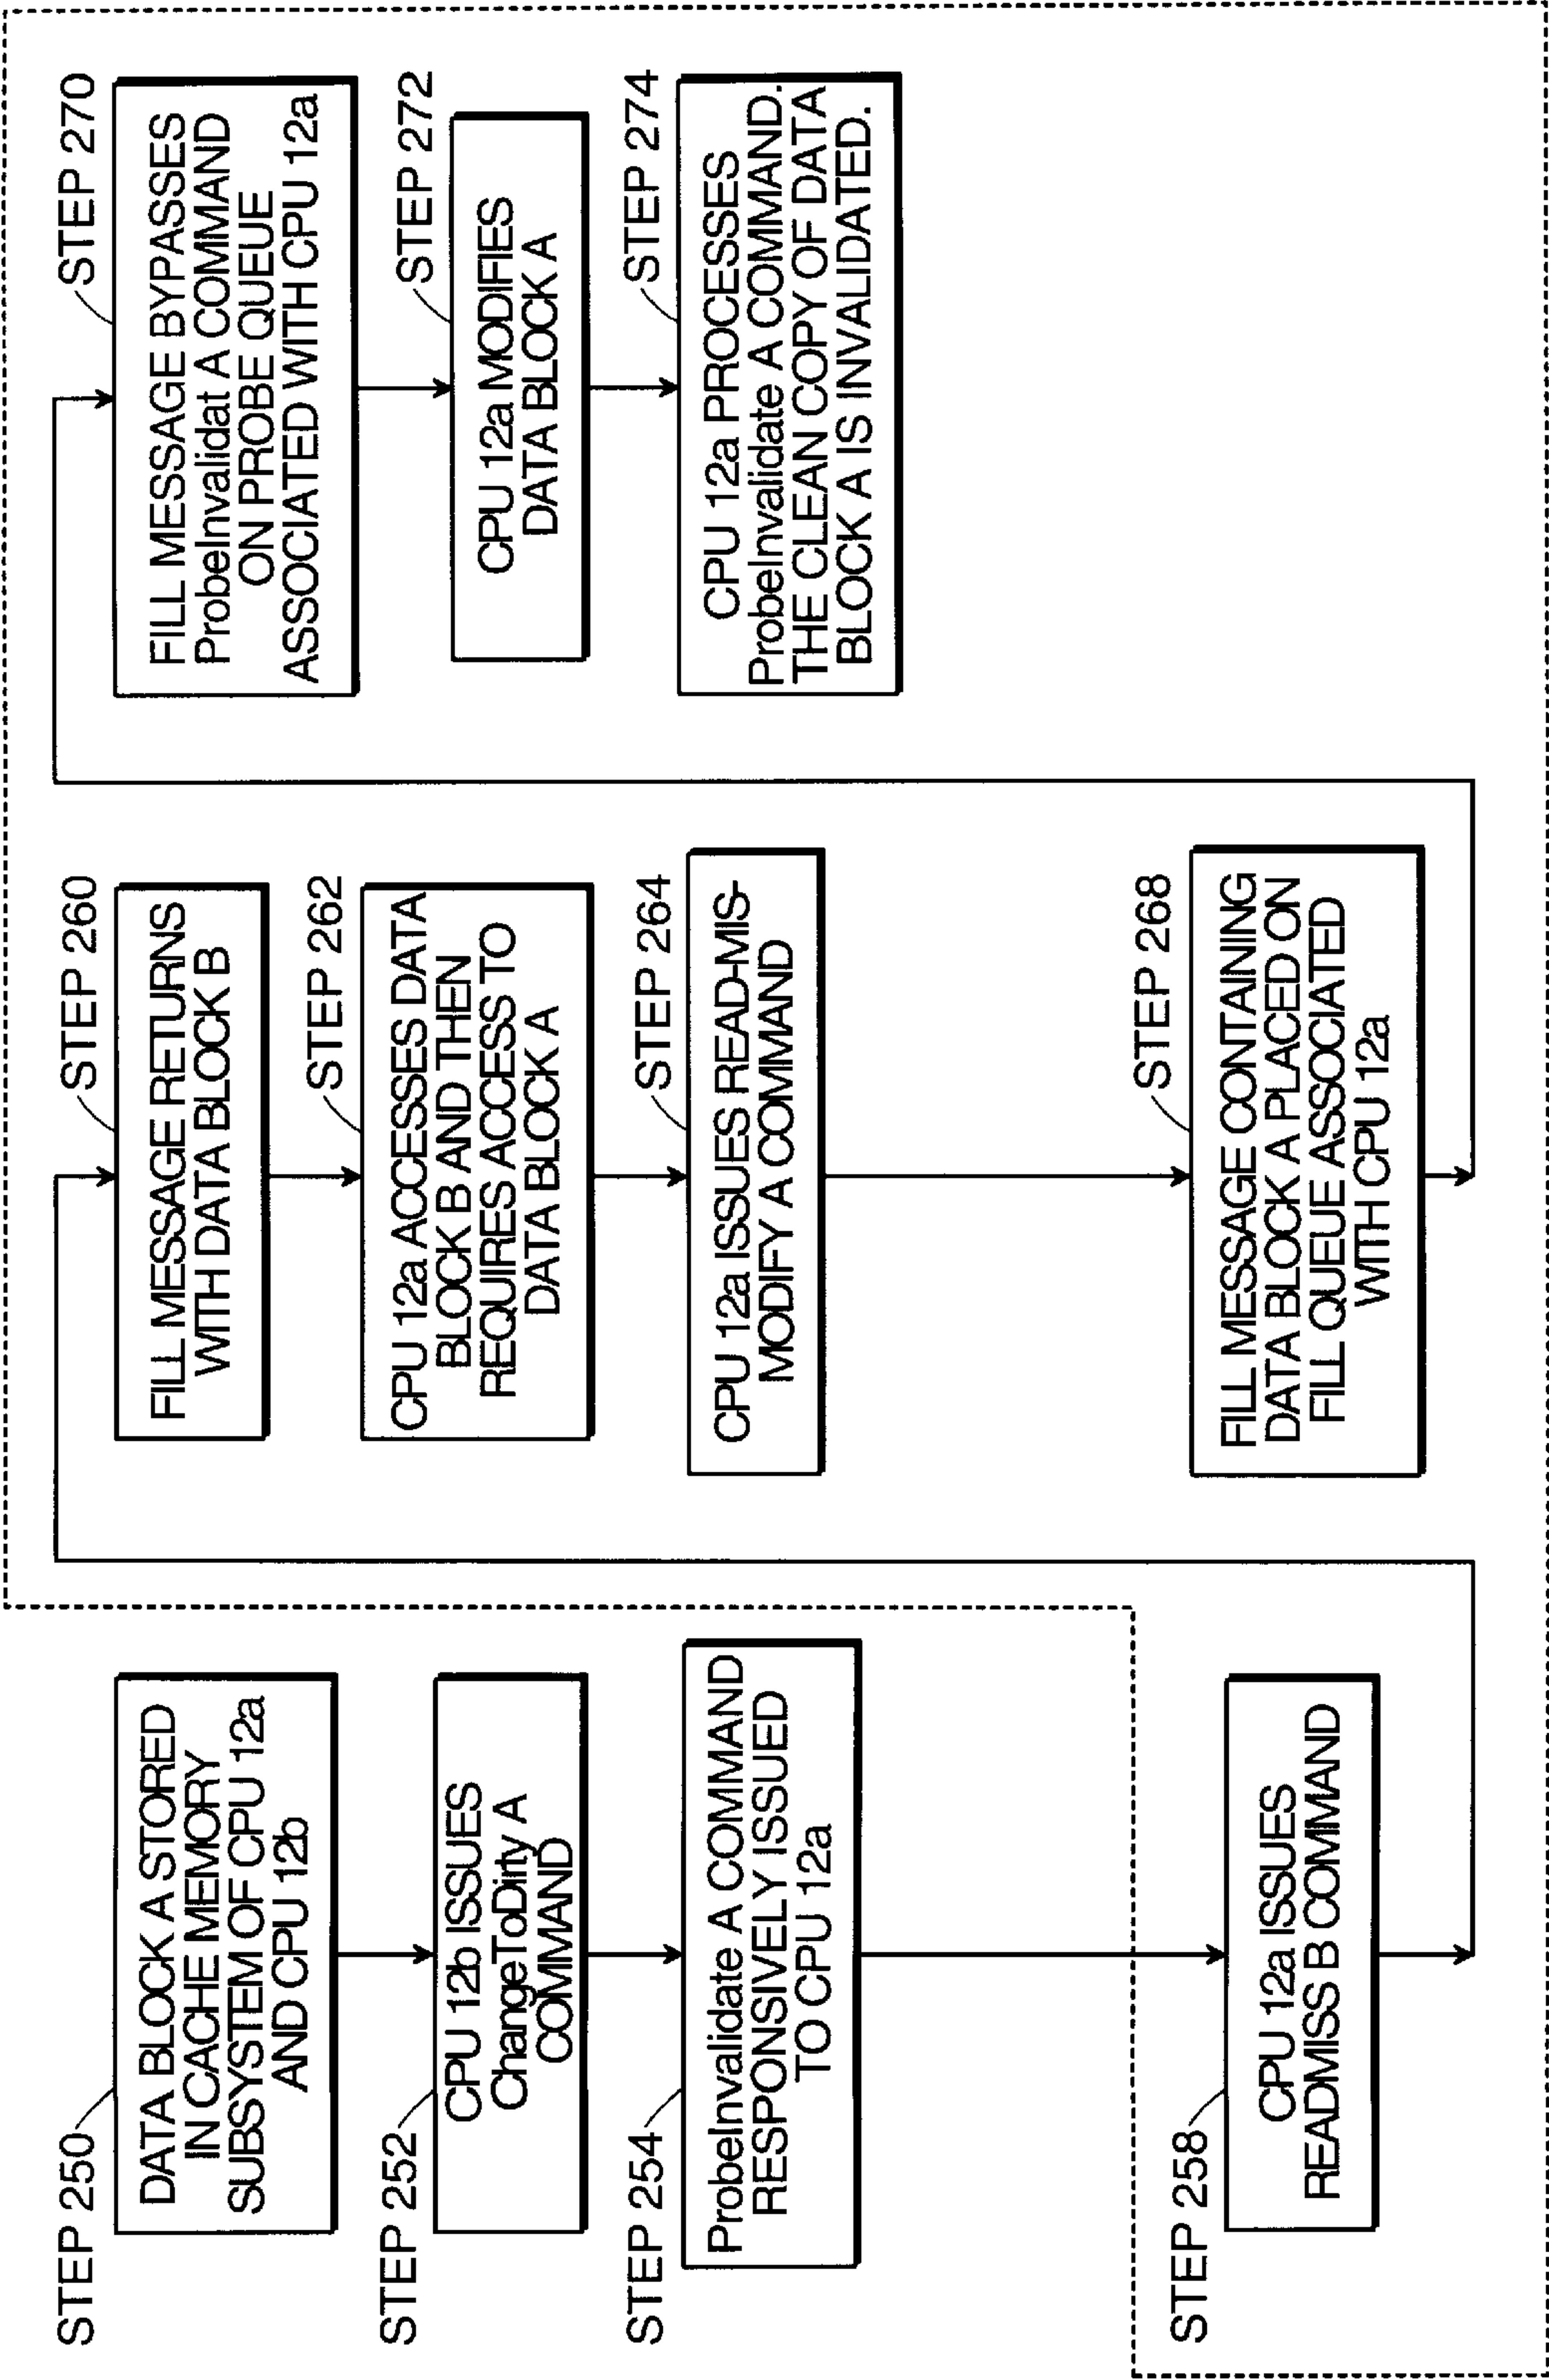 STEP 250
DATA BLOCK A STORED
IN CACHE MEMORY
SUBSYSTEM OF CPU 12a
AND CPU 12b
STEP 252
CPU 12b ISSUES
ChangeToDirty A
COMMAND
STEP 254
ProbeInvalidate A COMMAND
RESPONSIVELY ISSUED
TO CPU 12a
STEP 258
CPU 12a ISSUES
READMISS B COMMAND
STEP 260
FILL MESSAGE RETURNS
WITH DATA BLOCK B
STEP 262
CPU 12a ACCESSES DATA
BLOCK B AND THEN
REQUIRES ACCESS TO
DATA BLOCK A
STEP 264
CPU 12a ISSUES READ-MIS-
MODIFY A COMMAND
STEP 268
FILL MESSAGE CONTAINING
DATA BLOCK A PLACED ON
FILL QUEUE ASSOCIATED
WITH CPU 12a
STEP 270
FILL MESSAGE BYPASSES
ProbeInvalidat A COMMAND
ON PROBE QUEUE
ASSOCIATED WITH CPU 12a
STEP 272
CPU 12a MODIFIES
DATA BLOCK A
STEP 274
CPU 12a PROCESSES
ProbeInvalidate A COMMAND.
THE CLEAN COPY OF DATA
BLOCK A IS INVALIDATED.